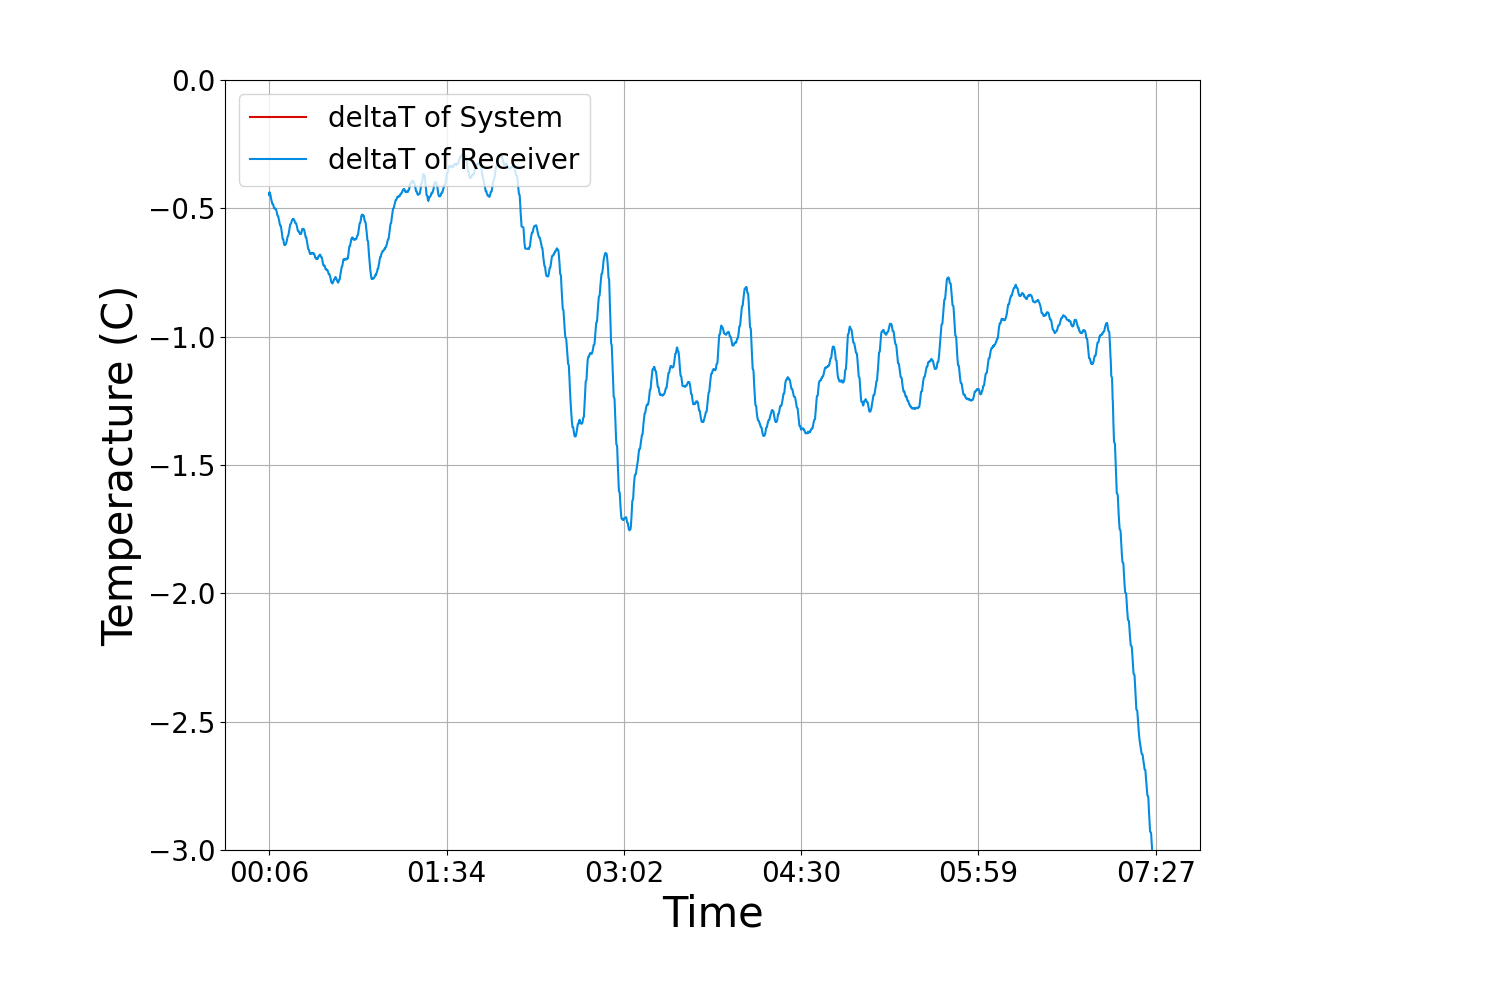 0.0
deltaT of System
deltaT of Receiver
−0.5
−1.0
−1.5
−2.0
−2.5
−3.0
Temperacture (C)
00:06 01:34 03:02 04:30 05:59 07:27
Time